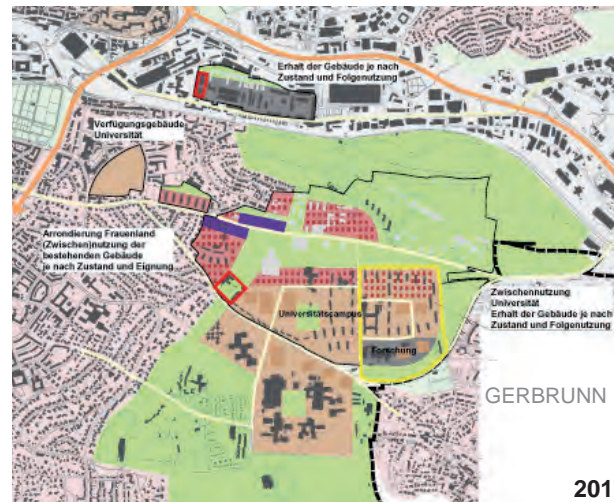 Erhalt der Gebäude je nach
Zustand und Folgenutzung
Verfügungsgebäude
Universität
Arrondierung Frauenland
(Zwischen)nutzung der
bestehenden Gebäude
je nach Zustand und Eignung
Zwischennutzung
Universität
Erhalt der Gebäude je nach
Zustand und Folgenutzung
Universitätscampus
Forschung
GERBRUNN
201